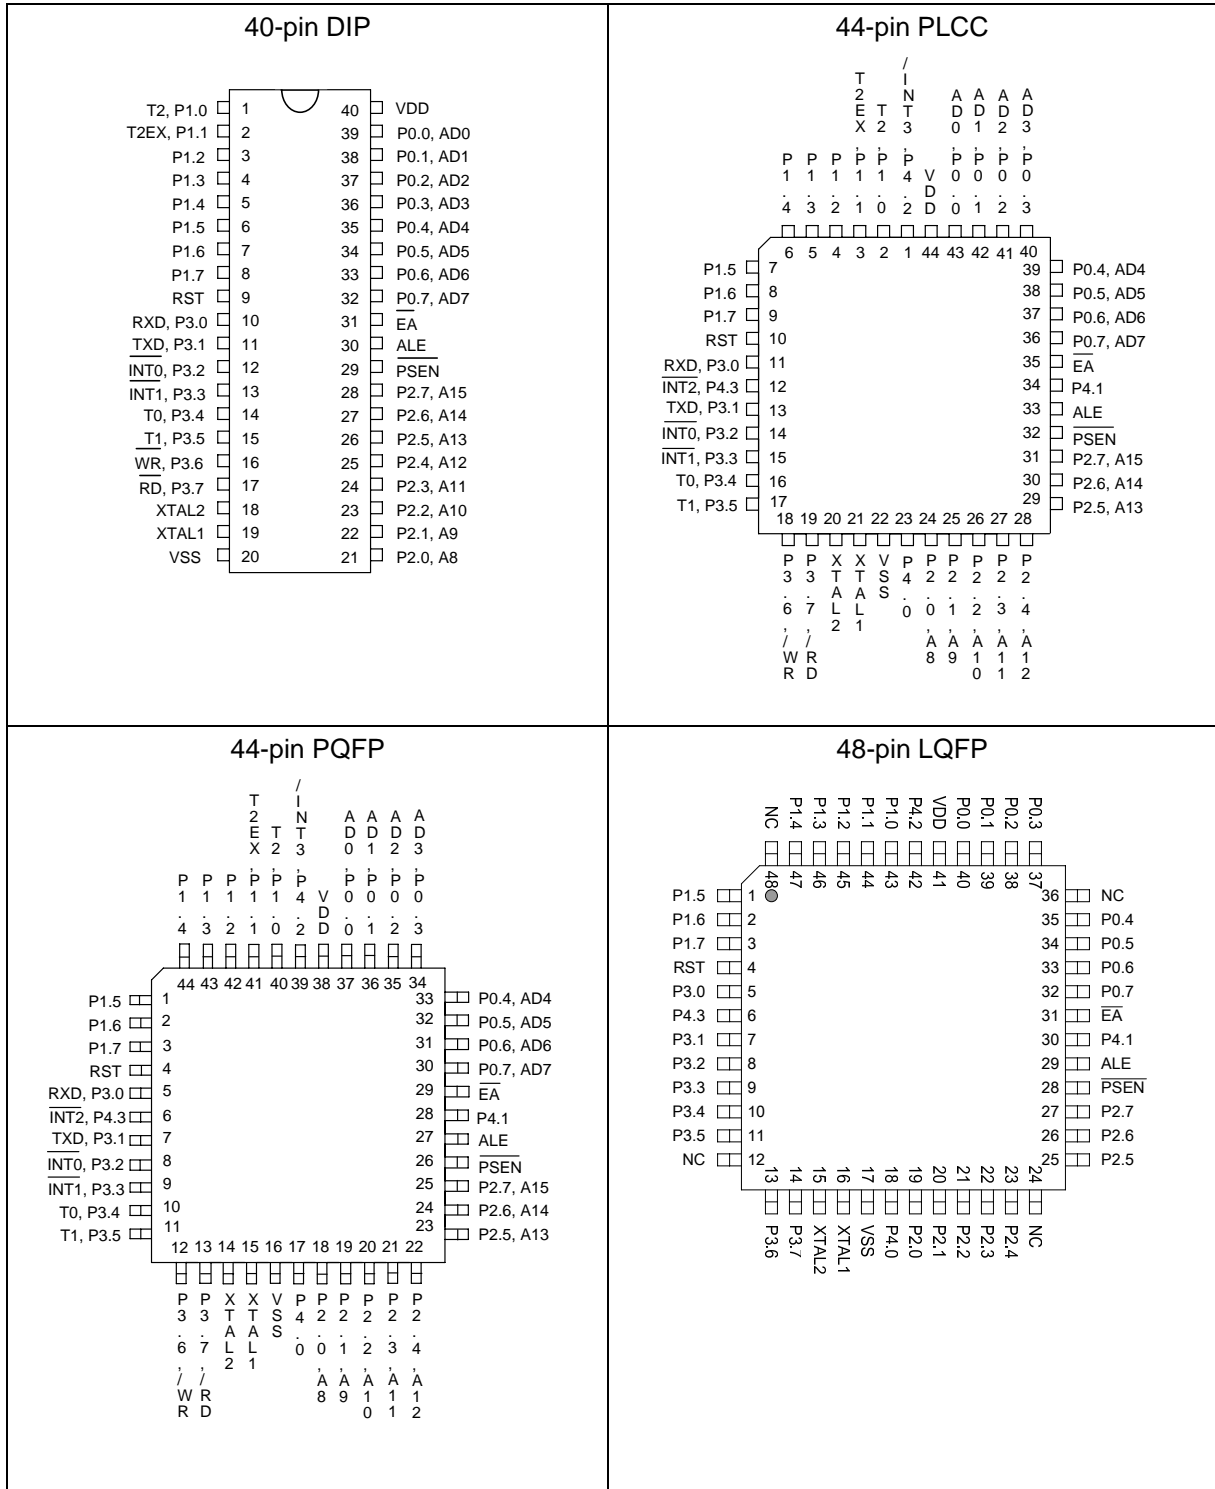 40-pin DIP
T2, P1.0 1 40 VDD
T2EX, P1.1 2 39 P0.0, AD0
P1.2 3 38 P0.1, AD1
P1.3 4 37 P0.2, AD2
P1.4 5 36 P0.3, AD3
P1.5 6 35 P0.4, AD4
P1.6 7 34 P0.5, AD5
P1.7 8 33 P0.6, AD6
RST 9 32 P0.7, AD7
RXD, P3.0 10 31 EA
TXD, P3.1 11 30 ALE
INT0, P3.2 12 29 PSEN
INT1, P3.3 13 28 P2.7, A15
T0, P3.4 14 27 P2.6, A14
T1, P3.5 15 26 P2.5, A13
WR, P3.6 16 25 P2.4, A12
RD, P3.7 17 24 P2.3, A11
XTAL2 18 23 P2.2, A10
XTAL1 19 22 P2.1, A9
VSS 20 21 P2.0, A8
44-pin PLCC
P1.4 P1.3 P1.2 T2EX,P1.1 T2,P1.0 /INT3,P4.2 VDD AD0,P0.0 AD1,P0.1 AD2,P0.2 AD3,P0.3
6 5 4 3 2 1 44 43 42 41 40
P1.5 7 39 P0.4, AD4
P1.6 8 38 P0.5, AD5
P1.7 9 37 P0.6, AD6
RST 10 36 P0.7, AD7
RXD, P3.0 11 35 EA
INT2, P4.3 12 34 P4.1
TXD, P3.1 13 33 ALE
INT0, P3.2 14 32 PSEN
INT1, P3.3 15 31 P2.7, A15
T0, P3.4 16 30 P2.6, A14
T1, P3.5 17 29 P2.5, A13
18 19 20 21 22 23 24 25 26 27 28
P3.6,/WR P3.7,/RD XTAL2 XTAL1 VSS P4.0 P2.0,A8 P2.1,A9 P2.2,A10 P2.3,A11 P2.4,A12
44-pin PQFP
P1.4 P1.3 P1.2 T2EX,P1.1 T2,P1.0 /INT3,P4.2 VDD AD0,P0.0 AD1,P0.1 AD2,P0.2 AD3,P0.3
44 43 42 41 40 39 38 37 36 35 34
P1.5 1 33 P0.4, AD4
P1.6 2 32 P0.5, AD5
P1.7 3 31 P0.6, AD6
RST 4 30 P0.7, AD7
RXD, P3.0 5 29 EA
INT2, P4.3 6 28 P4.1
TXD, P3.1 7 27 ALE
INT0, P3.2 8 26 PSEN
INT1, P3.3 9 25 P2.7, A15
T0, P3.4 10 24 P2.6, A14
T1, P3.5 11 23 P2.5, A13
12 13 14 15 16 17 18 19 20 21 22
P3.6,/WR P3.7,/RD XTAL2 XTAL1 VSS P4.0 P2.0,A8 P2.1,A9 P2.2,A10 P2.3,A11 P2.4,A12
48-pin LQFP
NC P1.4 P1.3 P1.2 P1.1 P1.0 P4.2 VDD P0.0 P0.1 P0.2 P0.3
48 47 46 45 44 43 42 41 40 39 38 37
P1.5 1 36 NC
P1.6 2 35 P0.4
P1.7 3 34 P0.5
RST 4 33 P0.6
P3.0 5 32 P0.7
P4.3 6 31 EA
P3.1 7 30 P4.1
P3.2 8 29 ALE
P3.3 9 28 PSEN
P3.4 10 27 P2.7
P3.5 11 26 P2.6
NC 12 25 P2.5
13 14 15 16 17 18 19 20 21 22 23 24
P3.6 P3.7 XTAL2 XTAL1 VSS P4.0 P2.0 P2.1 P2.2 P2.3 P2.4 NC